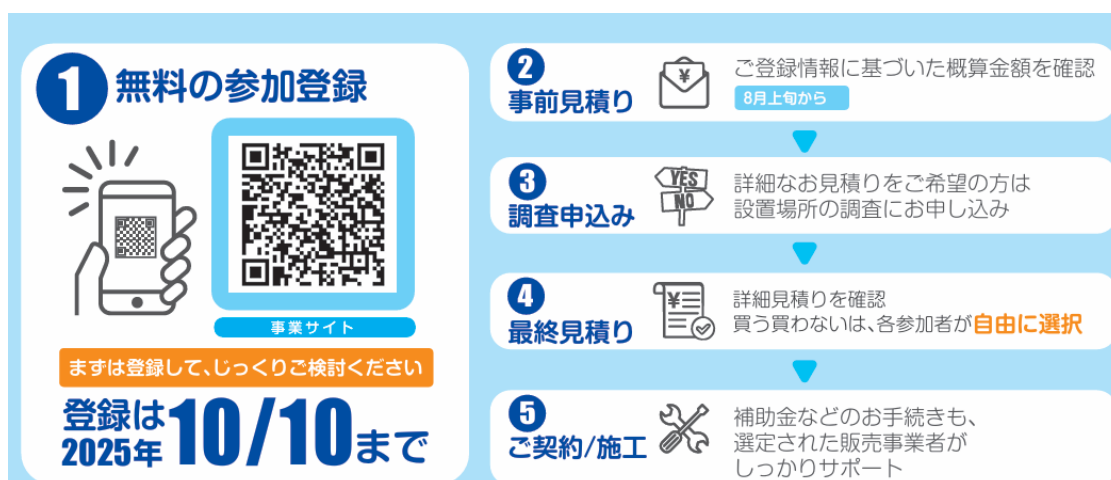 1 無料の参加登録
事業サイト
まずは登録して、じっくりご検討ください
登録は
2025年 10/10まで
2
事前見積り
¥
ご登録情報に基づいた概算金額を確認
8月上旬から
3
調査申込み
YES
NO
詳細なお見積りをご希望の方は
設置場所の調査にお申し込み
4
最終見積り
¥
詳細見積りを確認
買う買わないは、各参加者が自由に選択
5
ご契約/施工
補助金などのお手続きも、
選定された販売事業者が
しっかりサポート